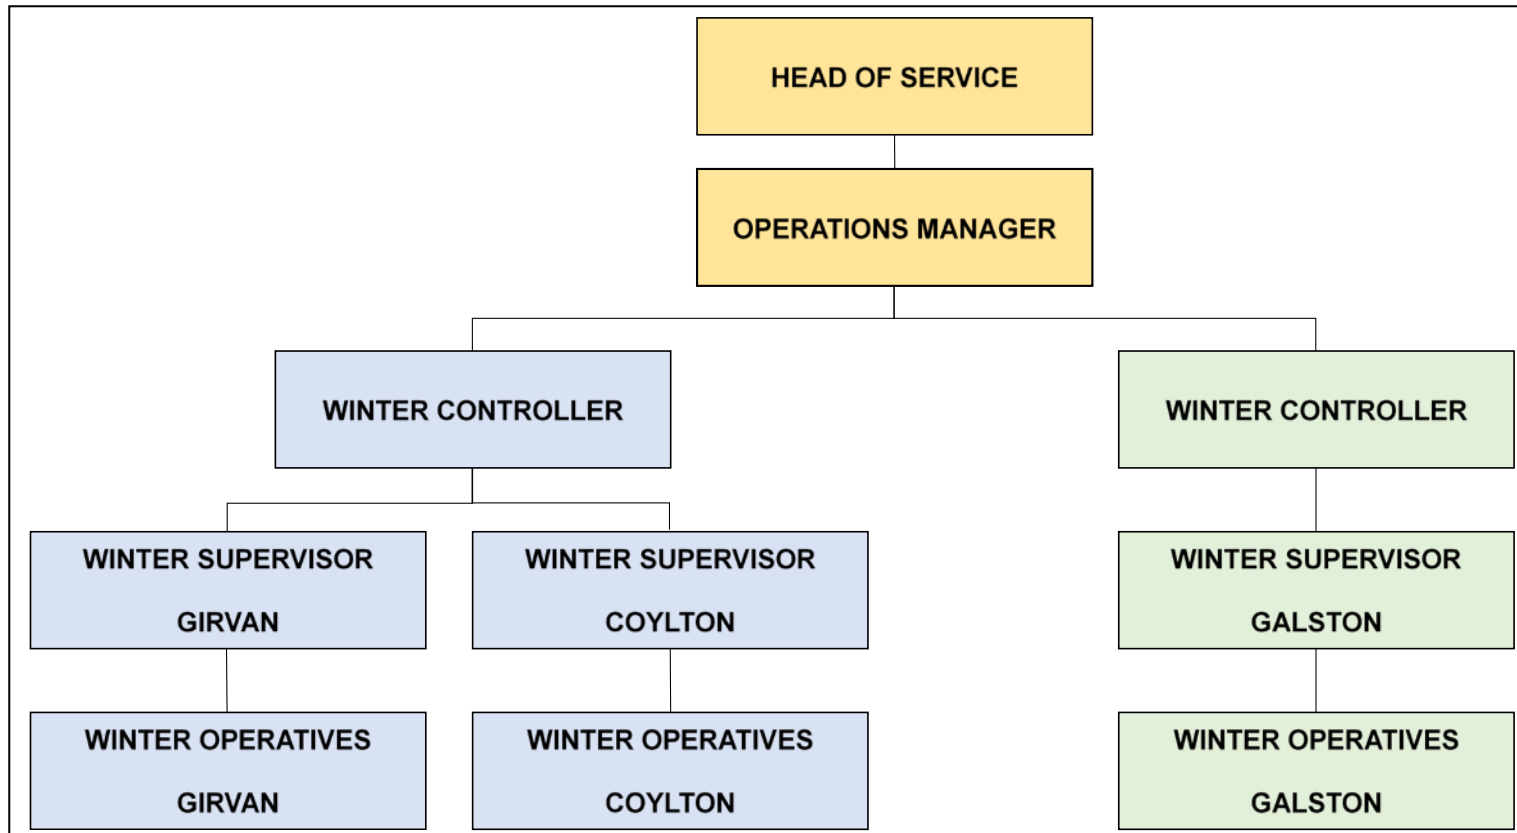 HEAD OF SERVICE
OPERATIONS MANAGER
WINTER CONTROLLER
WINTER CONTROLLER
WINTER SUPERVISOR
GIRVAN
WINTER SUPERVISOR
COYLTON
WINTER SUPERVISOR
GALSTON
WINTER OPERATIVES
GIRVAN
WINTER OPERATIVES
COYLTON
WINTER OPERATIVES
GALSTON